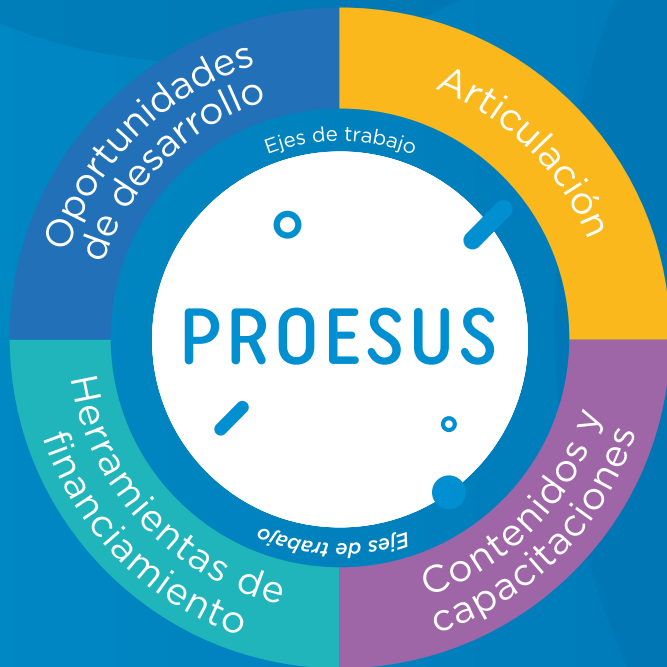 Oportunidades
de desarrollo
Articulación
Ejes de trabajo
PROESUS
Herramientas de
financiamiento
Contenidos y
capacitaciones
Ejes de trabajo